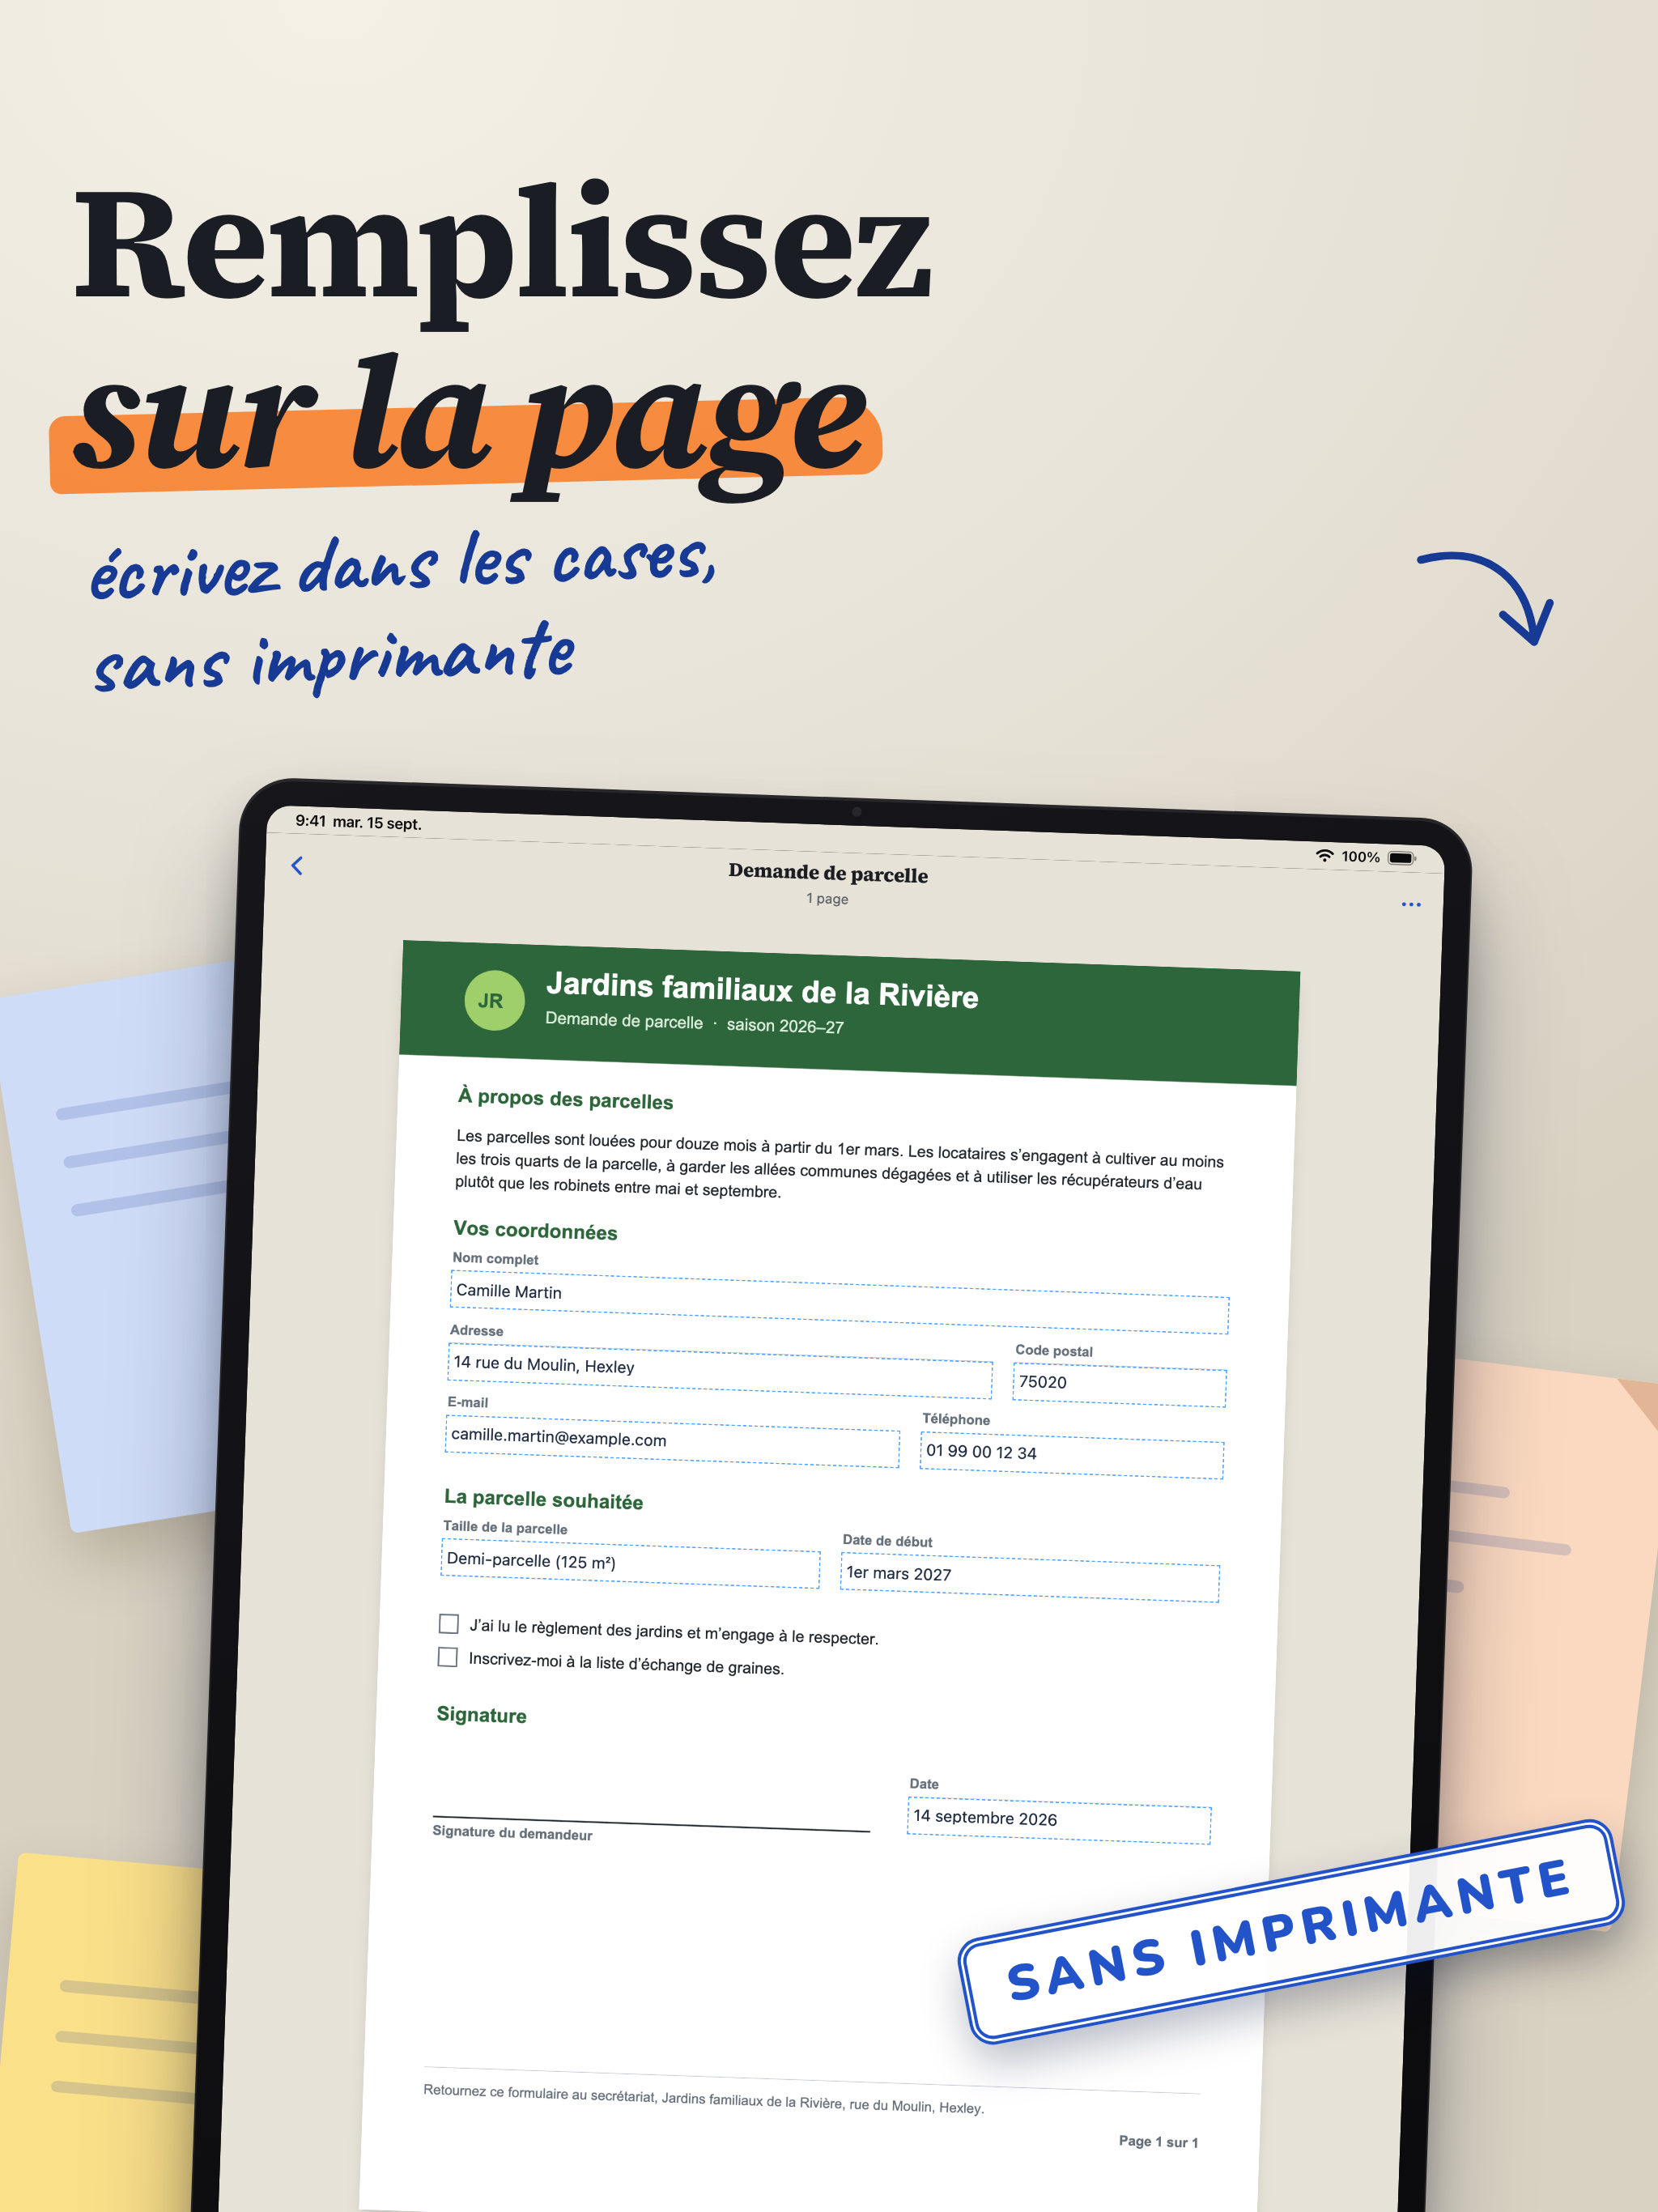 Remplissez
sur la page
écrivez dans les cases,
sans imprimante
9:41 mar. 15 sept.
100%
Demande de parcelle
1 page
JR
Jardins familiaux de la Rivière
Demande de parcelle · saison 2026–27
À propos des parcelles
Les parcelles sont louées pour douze mois à partir du 1er mars. Les locataires s’engagent à cultiver au moins
les trois quarts de la parcelle, à garder les allées communes dégagées et à utiliser les récupérateurs d’eau
plutôt que les robinets entre mai et septembre.
Vos coordonnées
Nom complet
Camille Martin
Adresse
Code postal
14 rue du Moulin, Hexley
75020
E-mail
Téléphone
camille.martin@example.com
01 99 00 12 34
La parcelle souhaitée
Taille de la parcelle
Date de début
Demi-parcelle (125 m²)
1er mars 2027
J’ai lu le règlement des jardins et m’engage à le respecter.
Inscrivez-moi à la liste d’échange de graines.
Signature
Date
14 septembre 2026
Signature du demandeur
SANS IMPRIMANTE
Retournez ce formulaire au secrétariat, Jardins familiaux de la Rivière, rue du Moulin, Hexley.
Page 1 sur 1